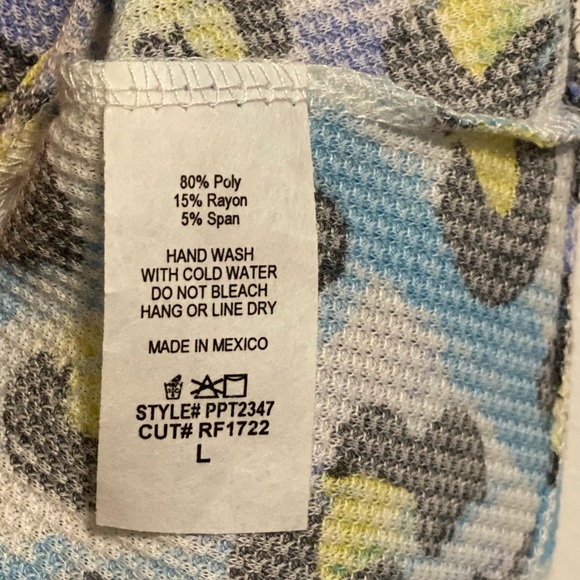 80% Poly
15% Rayon
5% Span
HAND WASH
WITH COLD WATER
DO NOT BLEACH
HANG OR LINE DRY
MADE IN MEXICO
STYLE# PPT2347
CUT# RF1722
L